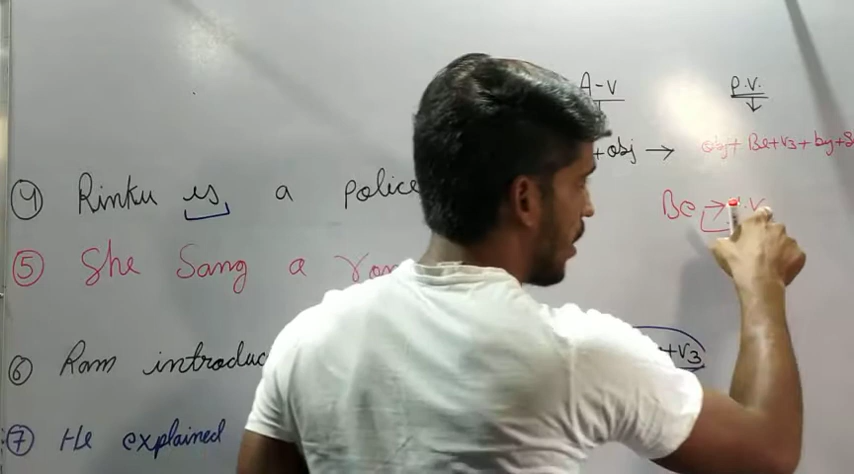 A-V P.V.
+obj → obj+ Be+V3+by+S
④ Rinku is a police
Be → .V
⑤ She Sang a
⑥ Ram introduc
+V3
⑦ He explained